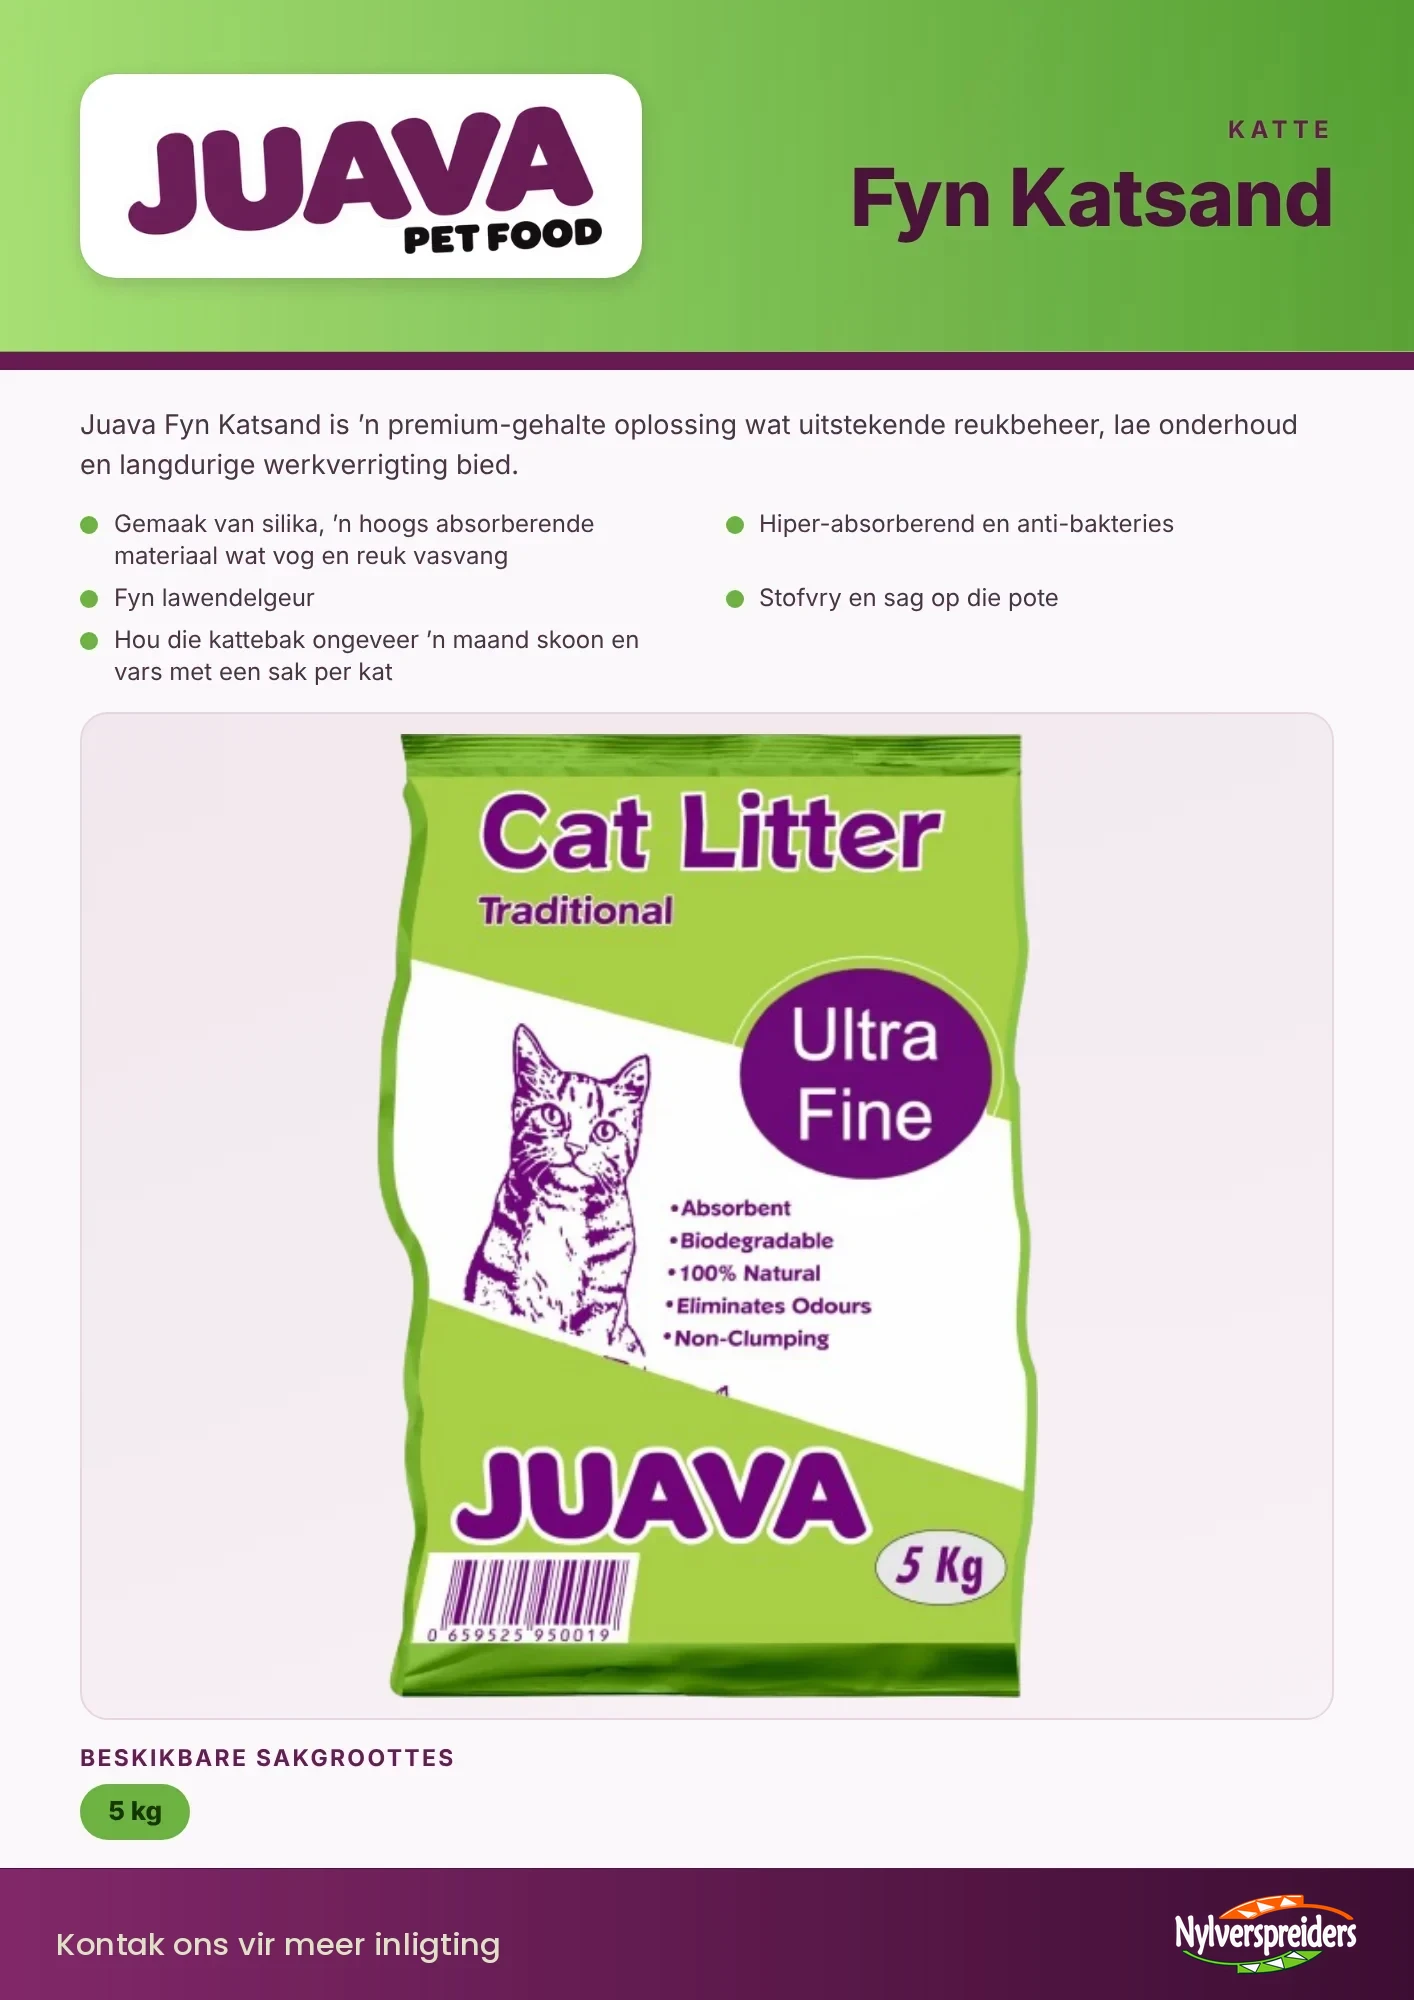 JUAVA
PET FOOD
KATTE
Fyn Katsand
Juava Fyn Katsand is ’n premium-gehalte oplossing wat uitstekende reukbeheer, lae onderhoud
en langdurige werkverrigting bied.
Gemaak van silika, ’n hoogs absorberende
materiaal wat vog en reuk vasvang
Hiper-absorberend en anti-bakteries
Fyn lawendelgeur
Stofvry en sag op die pote
Hou die kattebak ongeveer ’n maand skoon en
vars met een sak per kat
Cat Litter
Traditional
Ultra
Fine
•Absorbent
•Biodegradable
•100% Natural
•Eliminates Odours
•Non-Clumping
JUAVA
5 Kg
0 659525 950019
BESKIKBARE SAKGROOTTES
5 kg
Kontak ons vir meer inligting
Nylverspreiders